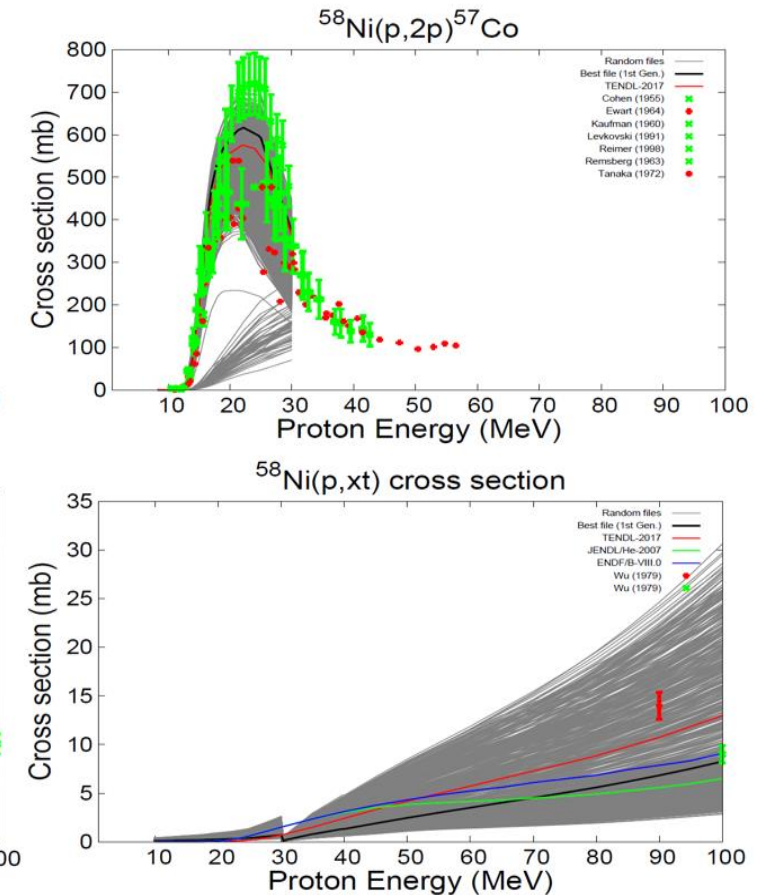 ⁵⁸Ni(p,2p)⁵⁷Co
Random files
Best file (1st Gen.)
TENDL-2017
Cohen (1955)
Ewart (1964)
Kaufman (1960)
Levkovski (1991)
Reimer (1998)
Remsberg (1963)
Tanaka (1972)
Cross section (mb)
800
700
600
500
400
300
200
100
0
10 20 30 40 50 60 70 80 90 100
Proton Energy (MeV)
⁵⁸Ni(p,xt) cross section
Random files
Best file (1st Gen.)
TENDL-2017
JENDL/He-2007
ENDF/B-VIII.0
Wu (1979)
Wu (1979)
Cross section (mb)
35
30
25
20
15
10
5
0
10 20 30 40 50 60 70 80 90 100
Proton Energy (MeV)